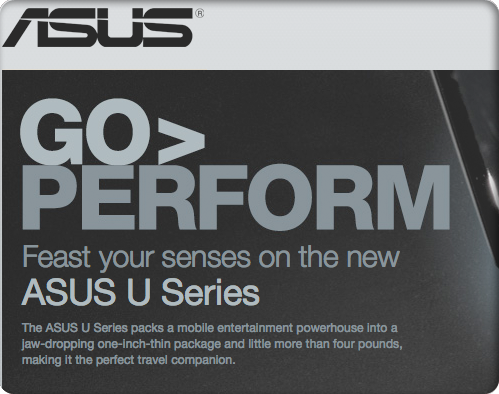 ASUS®
GO>
PERFORM
Feast your senses on the new
ASUS U Series
The ASUS U Series packs a mobile entertainment powerhouse into a
jaw-dropping one-inch-thin package and little more than four pounds,
making it the perfect travel companion.